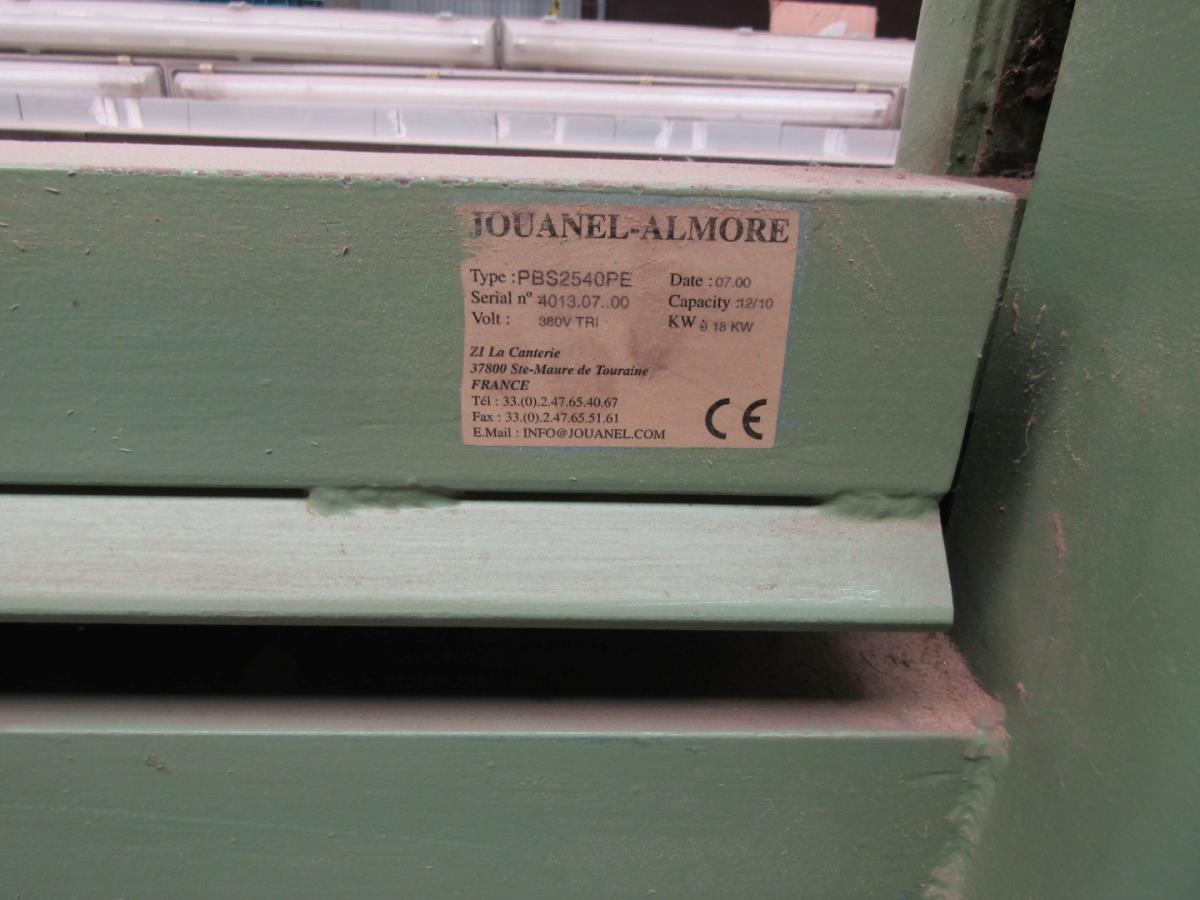 JOUANEL-ALMORE
Type : PBS2540PE Date : 07.00
Serial n° 4013.07..00 Capacity : 12/10
Volt : 380V TRI KW 0.18 KW
ZI La Canterie
37800 Ste-Maure de Touraine
FRANCE
Tél : 33.(0).2.47.65.40.67
Fax : 33.(0).2.47.65.51.61
E.Mail : INFO@JOUANEL.COM
CE